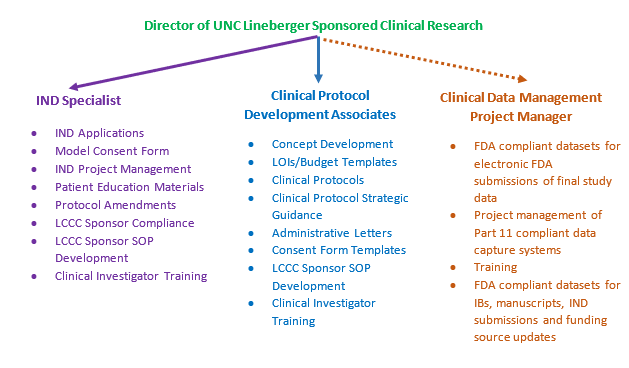 Director of UNC Lineberger Sponsored Clinical Research
IND Specialist
• IND Applications
• Model Consent Form
• IND Project Management
• Patient Education Materials
• Protocol Amendments
• LCCC Sponsor Compliance
• LCCC Sponsor SOP
Development
• Clinical Investigator Training
Clinical Protocol
Development Associates
• Concept Development
• LOIs/Budget Templates
• Clinical Protocols
• Clinical Protocol Strategic
Guidance
• Administrative Letters
• Consent Form Templates
• LCCC Sponsor SOP
Development
• Clinical Investigator
Training
Clinical Data Management
Project Manager
• FDA compliant datasets for
electronic FDA
submissions of final study
data
• Project management of
Part 11 compliant data
capture systems
• Training
• FDA compliant datasets for
IBs, manuscripts, IND
submissions and funding
source updates